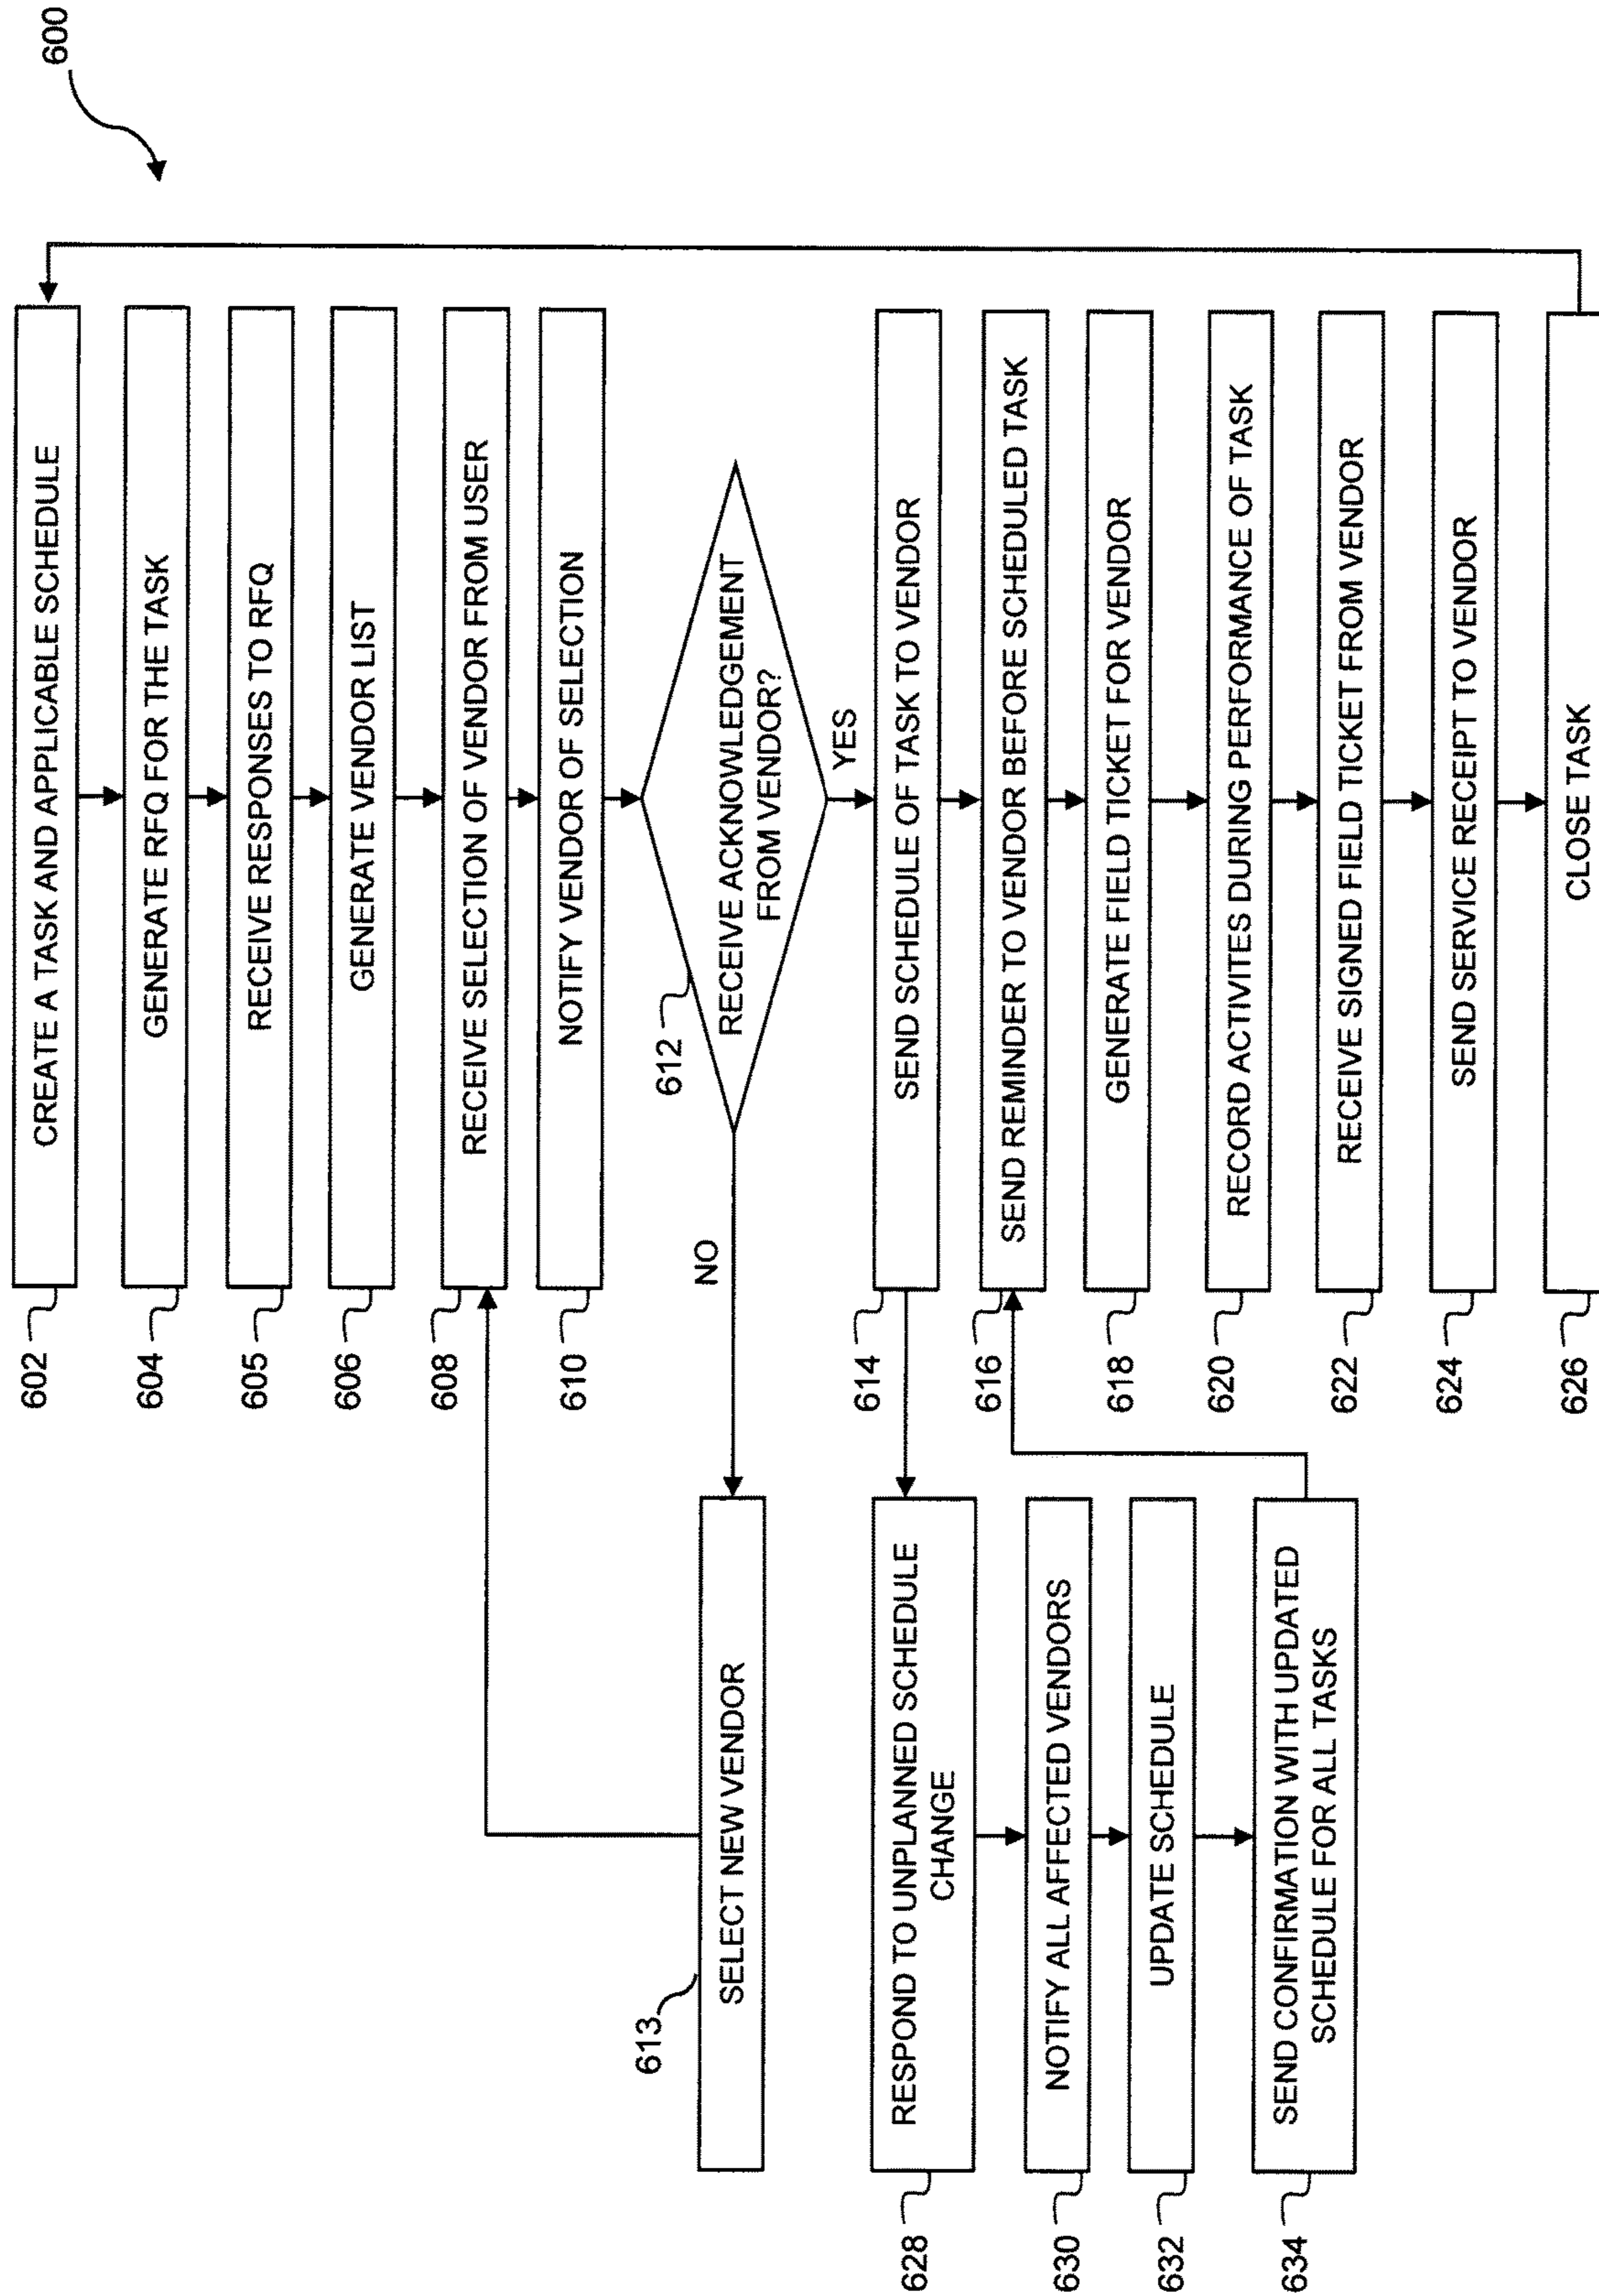 600
602
CREATE A TASK AND APPLICABLE SCHEDULE
604
GENERATE RFQ FOR THE TASK
605
RECEIVE RESPONSES TO RFQ
606
GENERATE VENDOR LIST
608
RECEIVE SELECTION OF VENDOR FROM USER
610
NOTIFY VENDOR OF SELECTION
612
RECEIVE ACKNOWLEDGEMENT
FROM VENDOR?
NO
YES
613
SELECT NEW VENDOR
614
SEND SCHEDULE OF TASK TO VENDOR
616
SEND REMINDER TO VENDOR BEFORE SCHEDULED TASK
618
GENERATE FIELD TICKET FOR VENDOR
620
RECORD ACTIVITES DURING PERFORMANCE OF TASK
622
RECEIVE SIGNED FIELD TICKET FROM VENDOR
624
SEND SERVICE RECEIPT TO VENDOR
626
CLOSE TASK
628
RESPOND TO UNPLANNED SCHEDULE
CHANGE
630
NOTIFY ALL AFFECTED VENDORS
632
UPDATE SCHEDULE
634
SEND CONFIRMATION WITH UPDATED
SCHEDULE FOR ALL TASKS